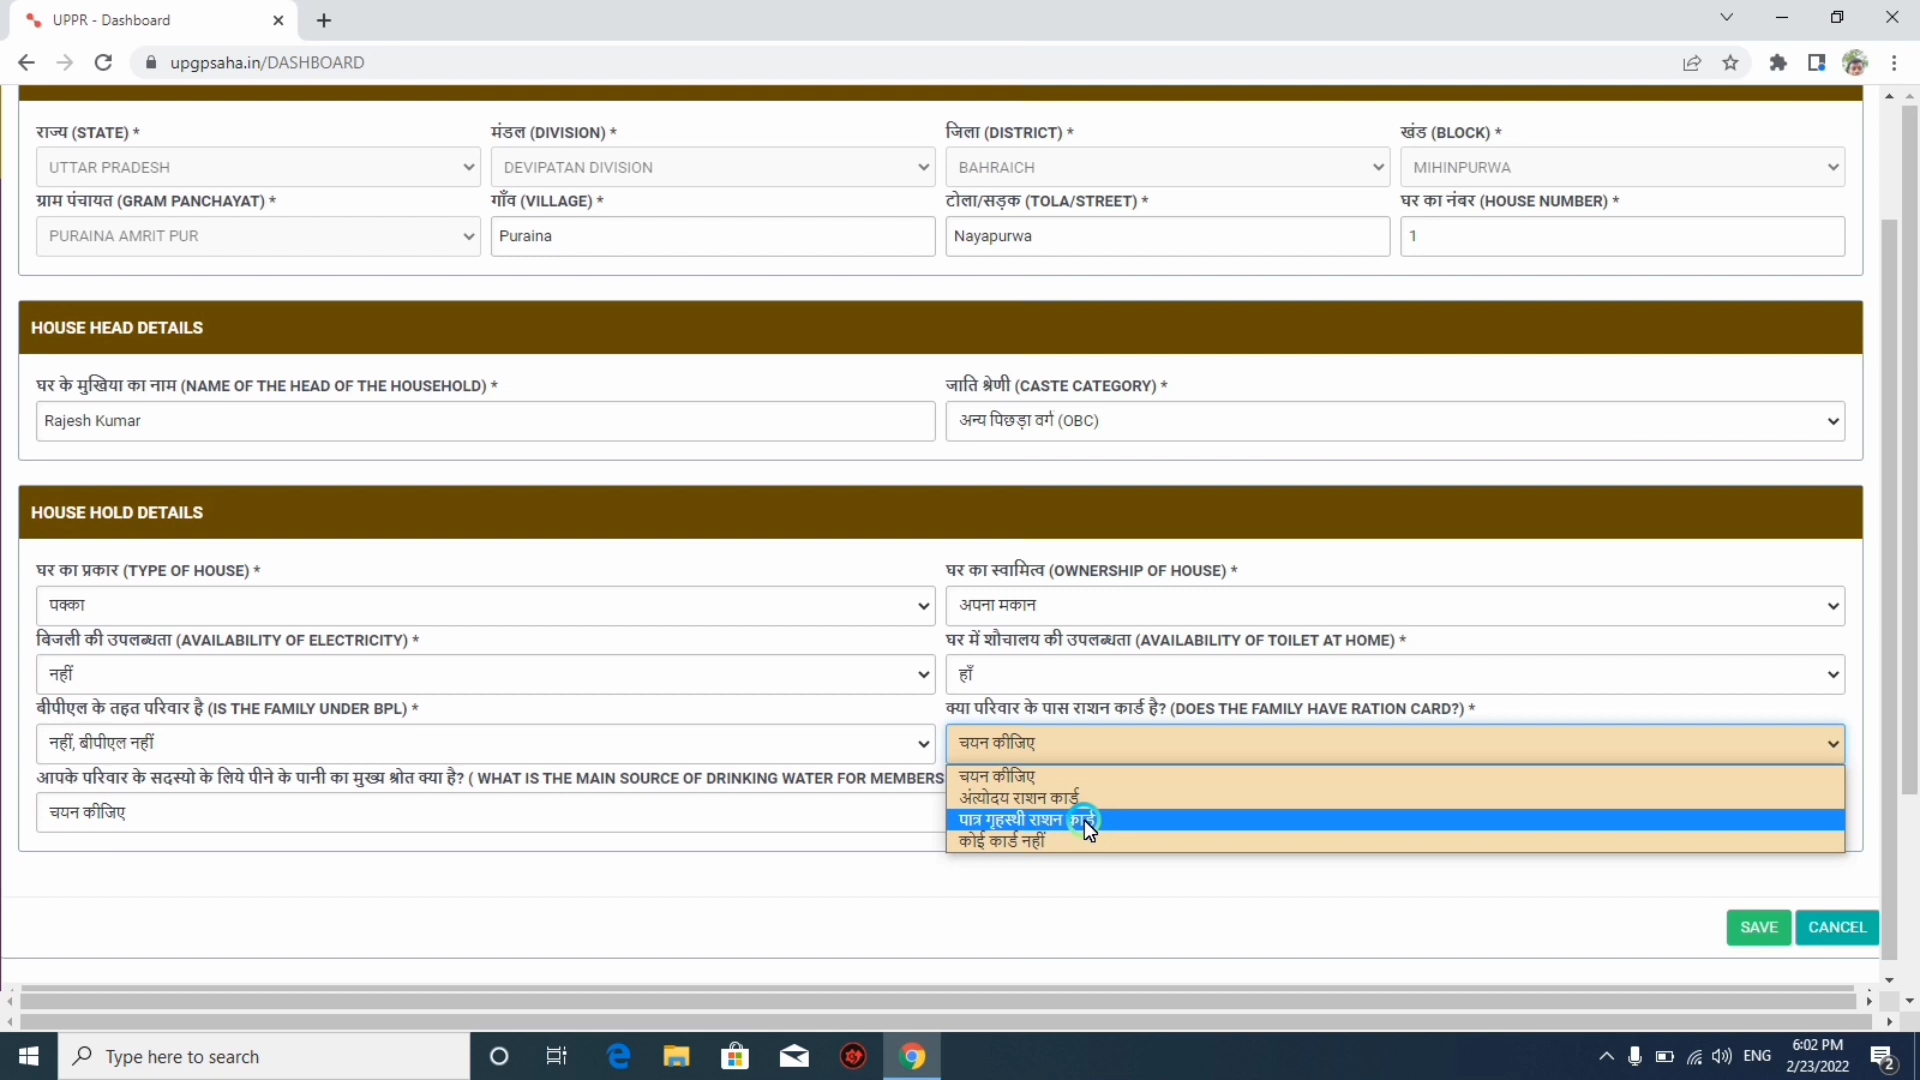 UPPR - Dashboard
upgpsaha.in/DASHBOARD
राज्य (STATE) * मंडल (DIVISION) * जिला (DISTRICT) * खंड (BLOCK) *
UTTAR PRADESH DEVIPATAN DIVISION BAHRAICH MIHINPURWA
ग्राम पंचायत (GRAM PANCHAYAT) * गाँव (VILLAGE) * टोला/सड़क (TOLA/STREET) * घर का नंबर (HOUSE NUMBER) *
PURAINA AMRIT PUR Puraina Nayapurwa 1
HOUSE HEAD DETAILS
घर के मुखिया का नाम (NAME OF THE HEAD OF THE HOUSEHOLD) * जाति श्रेणी (CASTE CATEGORY) *
Rajesh Kumar अन्य पिछड़ा वर्ग (OBC)
HOUSE HOLD DETAILS
घर का प्रकार (TYPE OF HOUSE) * घर का स्वामित्व (OWNERSHIP OF HOUSE) *
पक्का अपना मकान
बिजली की उपलब्धता (AVAILABILITY OF ELECTRICITY) * घर में शौचालय की उपलब्धता (AVAILABILITY OF TOILET AT HOME) *
नहीं हाँ
बीपीएल के तहत परिवार है (IS THE FAMILY UNDER BPL) * क्या परिवार के पास राशन कार्ड है? (DOES THE FAMILY HAVE RATION CARD?) *
नहीं, बीपीएल नहीं चयन कीजिए
आपके परिवार के सदस्यो के लिये पीने के पानी का मुख्य श्रोत क्या है? ( WHAT IS THE MAIN SOURCE OF DRINKING WATER FOR MEMBERS
चयन कीजिए
चयन कीजिए
अंत्योदय राशन कार्ड
पात्र गृहस्थी राशन कार्ड
कोई कार्ड नहीं
SAVE CANCEL
Type here to search
ENG
6:02 PM
2/23/2022
2